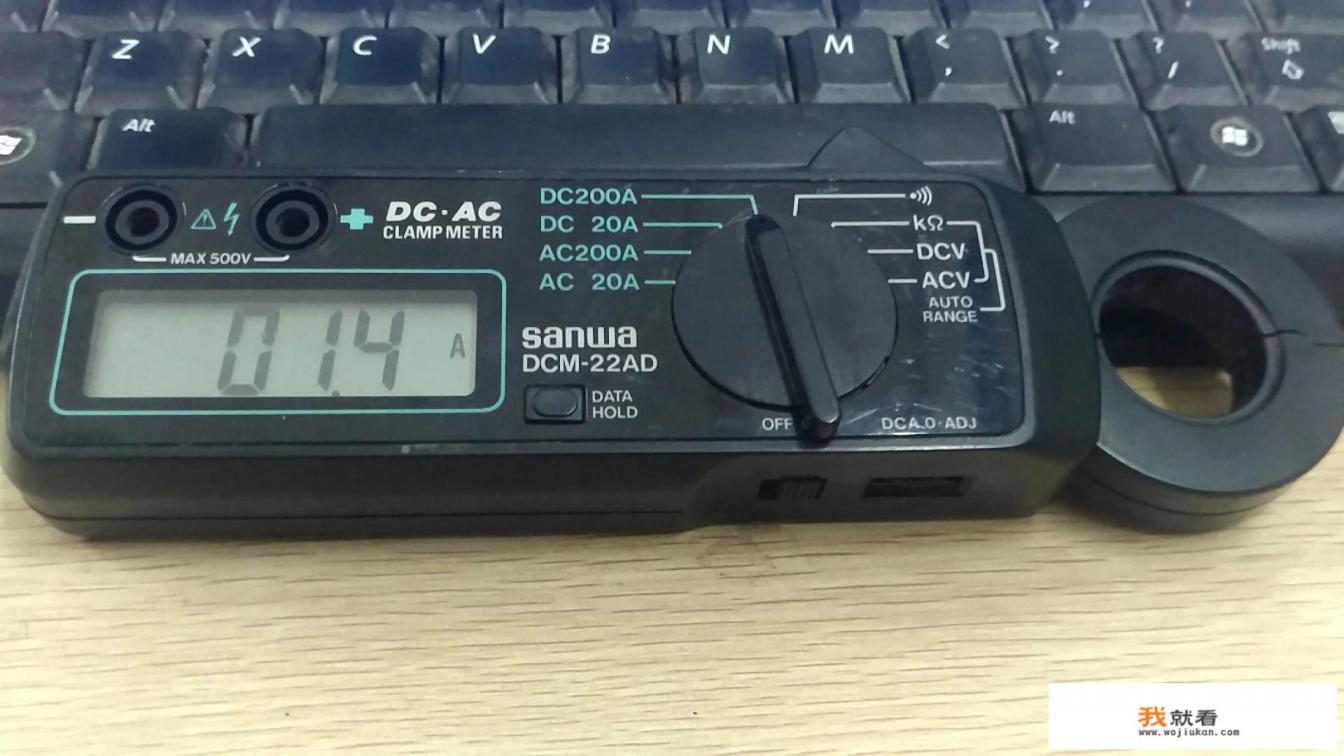 Z X C V B N M < , > . ? / Shift
Alt Alt
− + DC·AC
CLAMP METER
MAX 500V
DC200A
DC 20A
AC200A
AC 20A
kΩ
DCV
ACV
AUTO
RANGE
01.4 A
sanwa
DCM-22AD
DATA
HOLD
OFF
DCA.0·ADJ
我就看
www.wojiukan.com